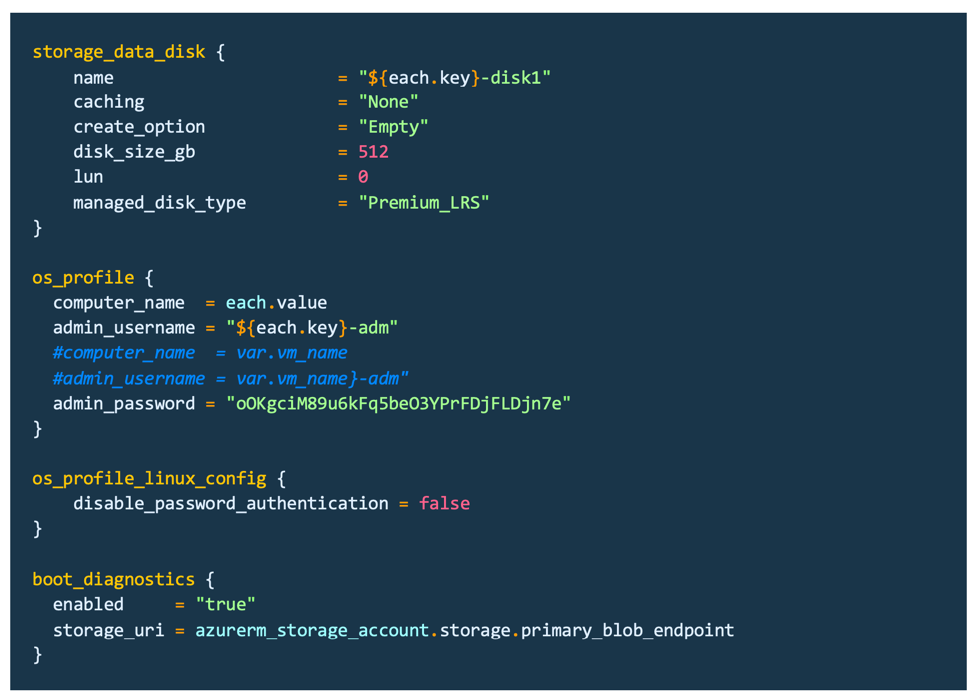 storage_data_disk {
    name                      = "${each.key}-disk1"
    caching                   = "None"
    create_option             = "Empty"
    disk_size_gb              = 512
    lun                       = 0
    managed_disk_type         = "Premium_LRS"
}
os_profile {
  computer_name  = each.value
  admin_username = "${each.key}-adm"
  #computer_name  = var.vm_name
  #admin_username = var.vm_name}-adm"
  admin_password = "oOKgciM89u6kFq5beO3YPrFDjFLDjn7e"
}
os_profile_linux_config {
    disable_password_authentication = false
}
boot_diagnostics {
  enabled     = "true"
  storage_uri = azurerm_storage_account.storage.primary_blob_endpoint
}